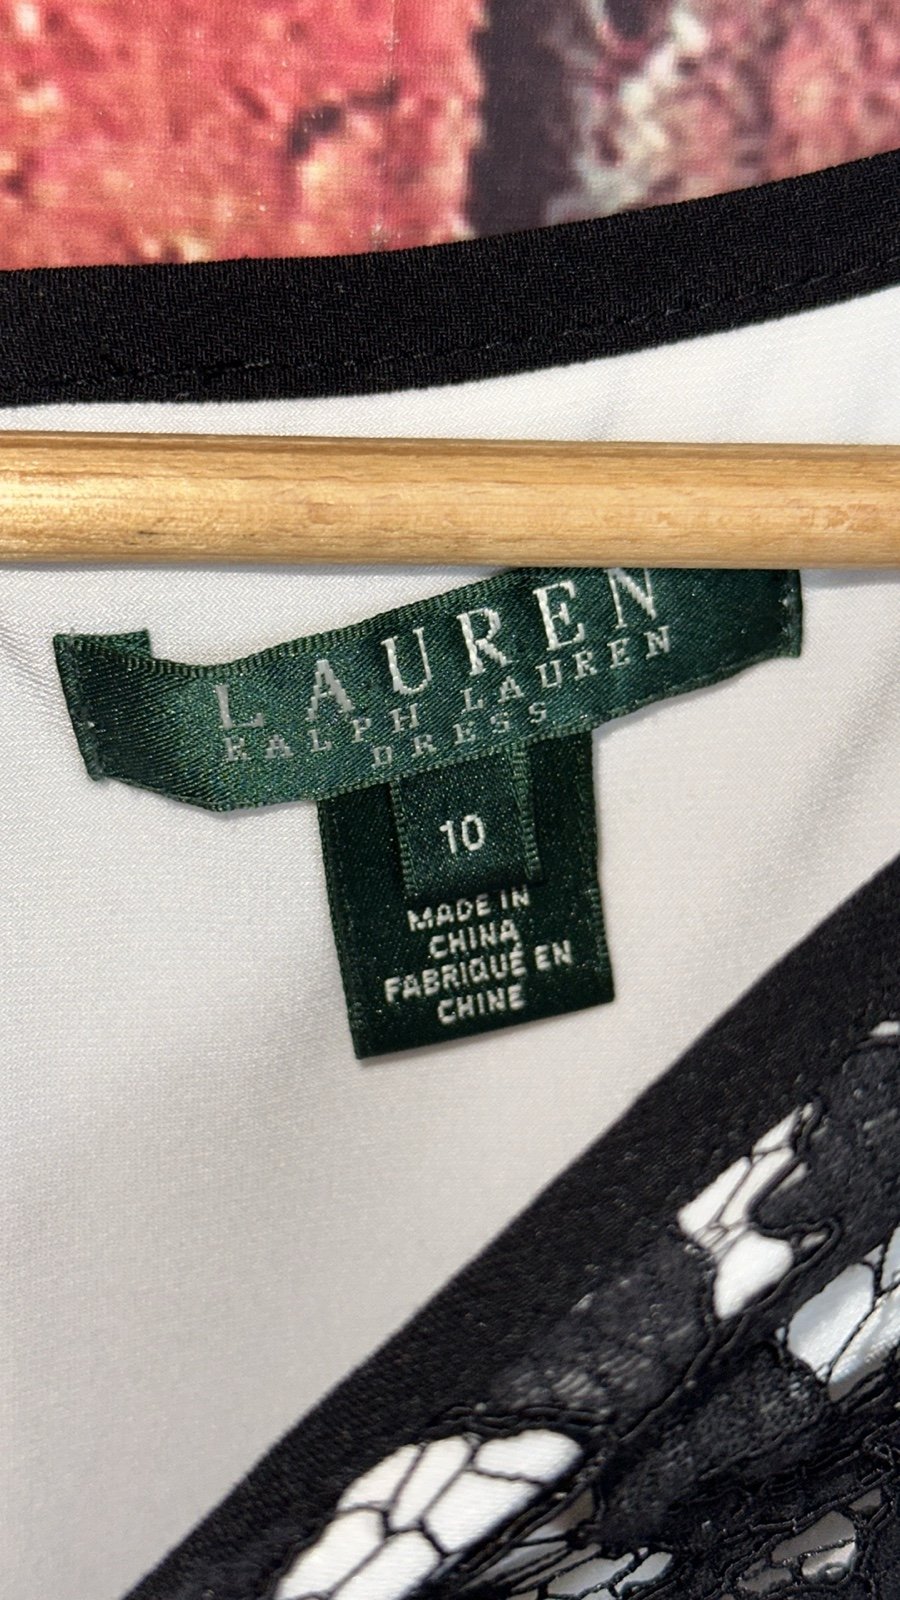 LAUREN
RALPH LAUREN
DRESS
10
MADE IN
CHINA
FABRIQUÉ EN
CHINE